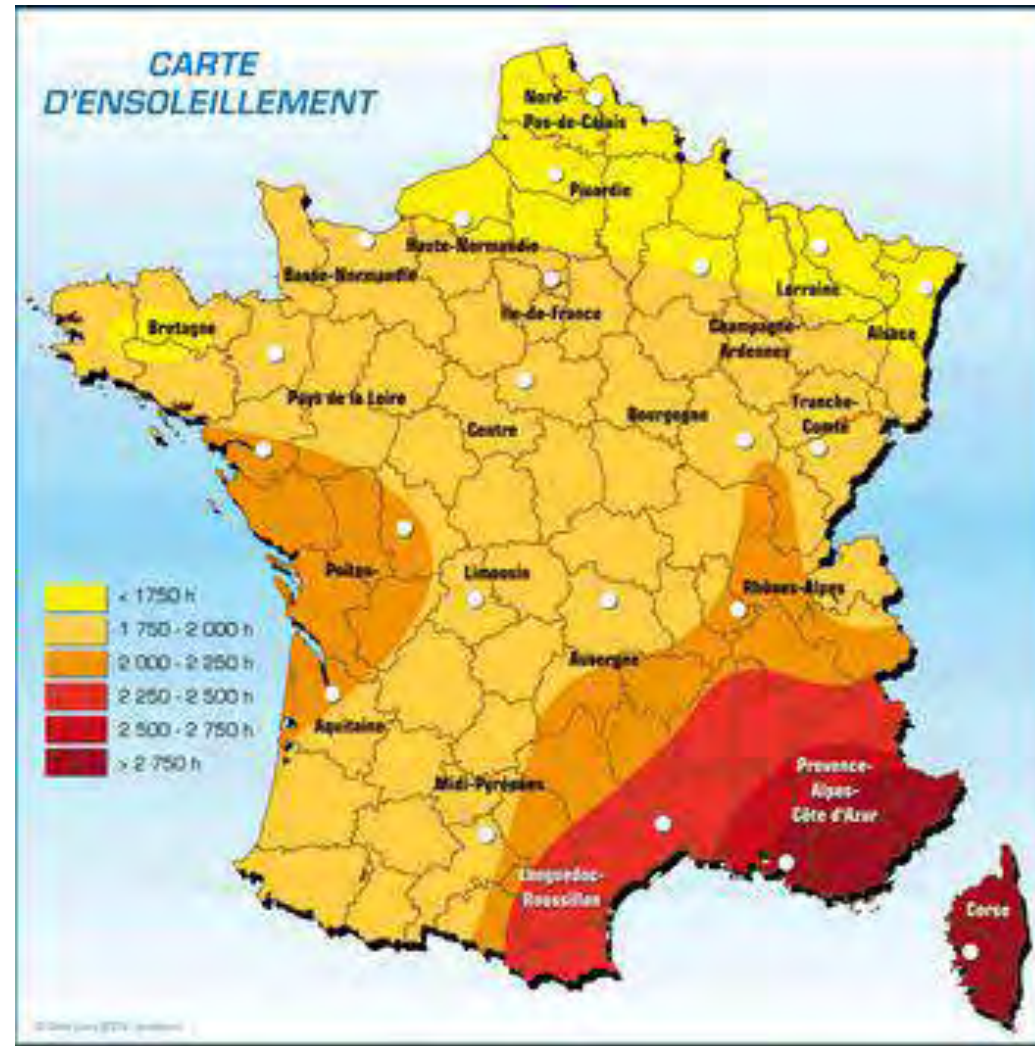 CARTE
D'ENSOLEILLEMENT
Nord-
Pas-de-Calais
Picardie
Haute-Normandie
Basse-Normandie
Ile-de-France
Lorraine
Alsace
Champagne-
Ardennes
Bretagne
Pays de la Loire
Centre
Bourgogne
Franche-
Comté
Poitou-
Limousin
Rhônes-Alpes
Auvergne
Aquitaine
Midi-Pyrénées
Provence-
Alpes-
Côte d'Azur
Languedoc-
Roussillon
Corse
< 1750 h
1 750 - 2 000 h
2 000 - 2 250 h
2 250 - 2 500 h
2 500 - 2 750 h
> 2 750 h